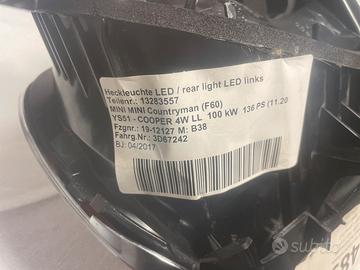 Heckleuchte LED / rear light LED links
Teilenr.: 13283557
MINI MINI Countryman (F60)
YS51 - COOPER 4W LL 100 kW 136 PS (11.20
Fzgnr.: 19-12127 M: B38
Fahrg.Nr.: 3D67242
BJ: 04/2017
subito